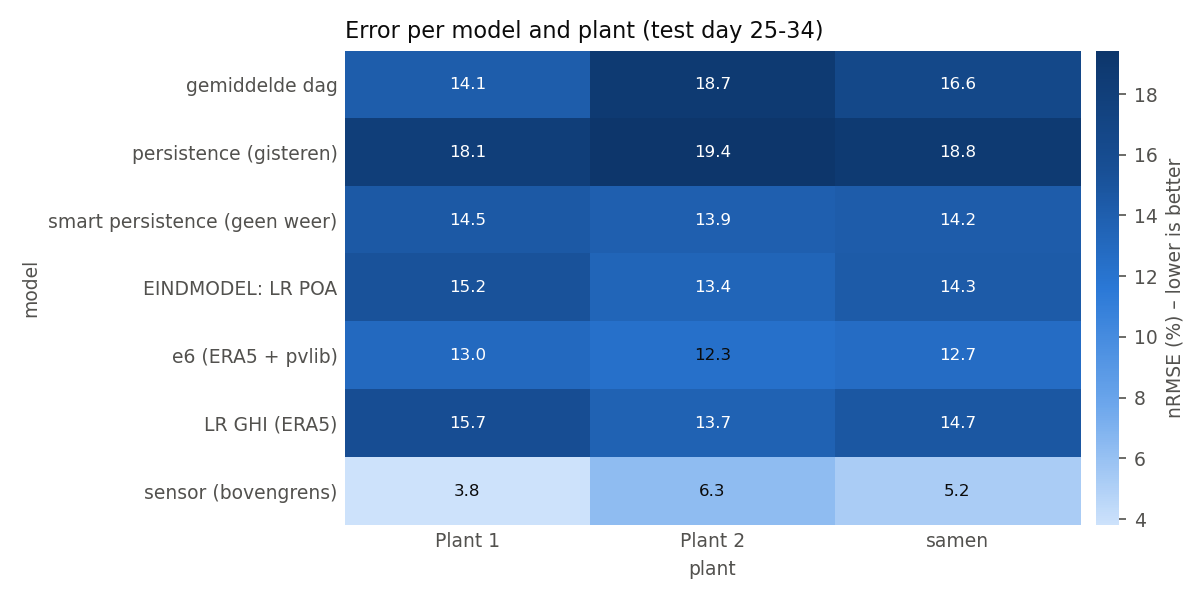 Error per model and plant (test day 25-34)
gemiddelde dag 14.1 18.7 16.6
persistence (gisteren) 18.1 19.4 18.8
smart persistence (geen weer) 14.5 13.9 14.2
EINDMODEL: LR POA 15.2 13.4 14.3
e6 (ERA5 + pvlib) 13.0 12.3 12.7
LR GHI (ERA5) 15.7 13.7 14.7
sensor (bovengrens) 3.8 6.3 5.2
Plant 1 Plant 2 samen
plant
model
18
16
14
12
10
8
6
4
nRMSE (%) – lower is better